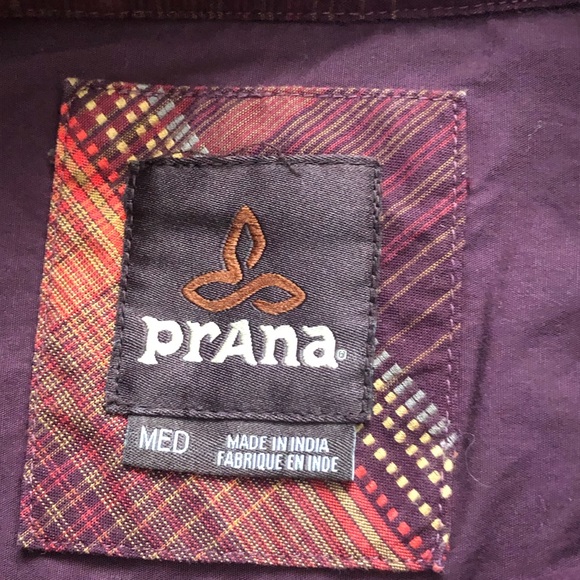 prAna®
MED
MADE IN INDIA
FABRIQUE EN INDE